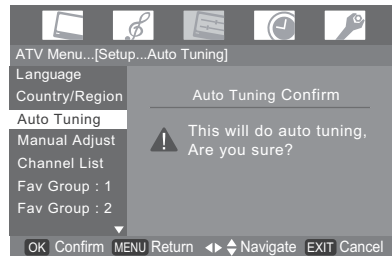 ATV Menu...[Setup...Auto Tuning]
Language
Country/Region
Auto Tuning
Manual Adjust
Channel List
Fav Group : 1
Fav Group : 2
Auto Tuning Confirm
This will do auto tuning,
Are you sure?
OK Confirm MENU Return Navigate EXIT Cancel